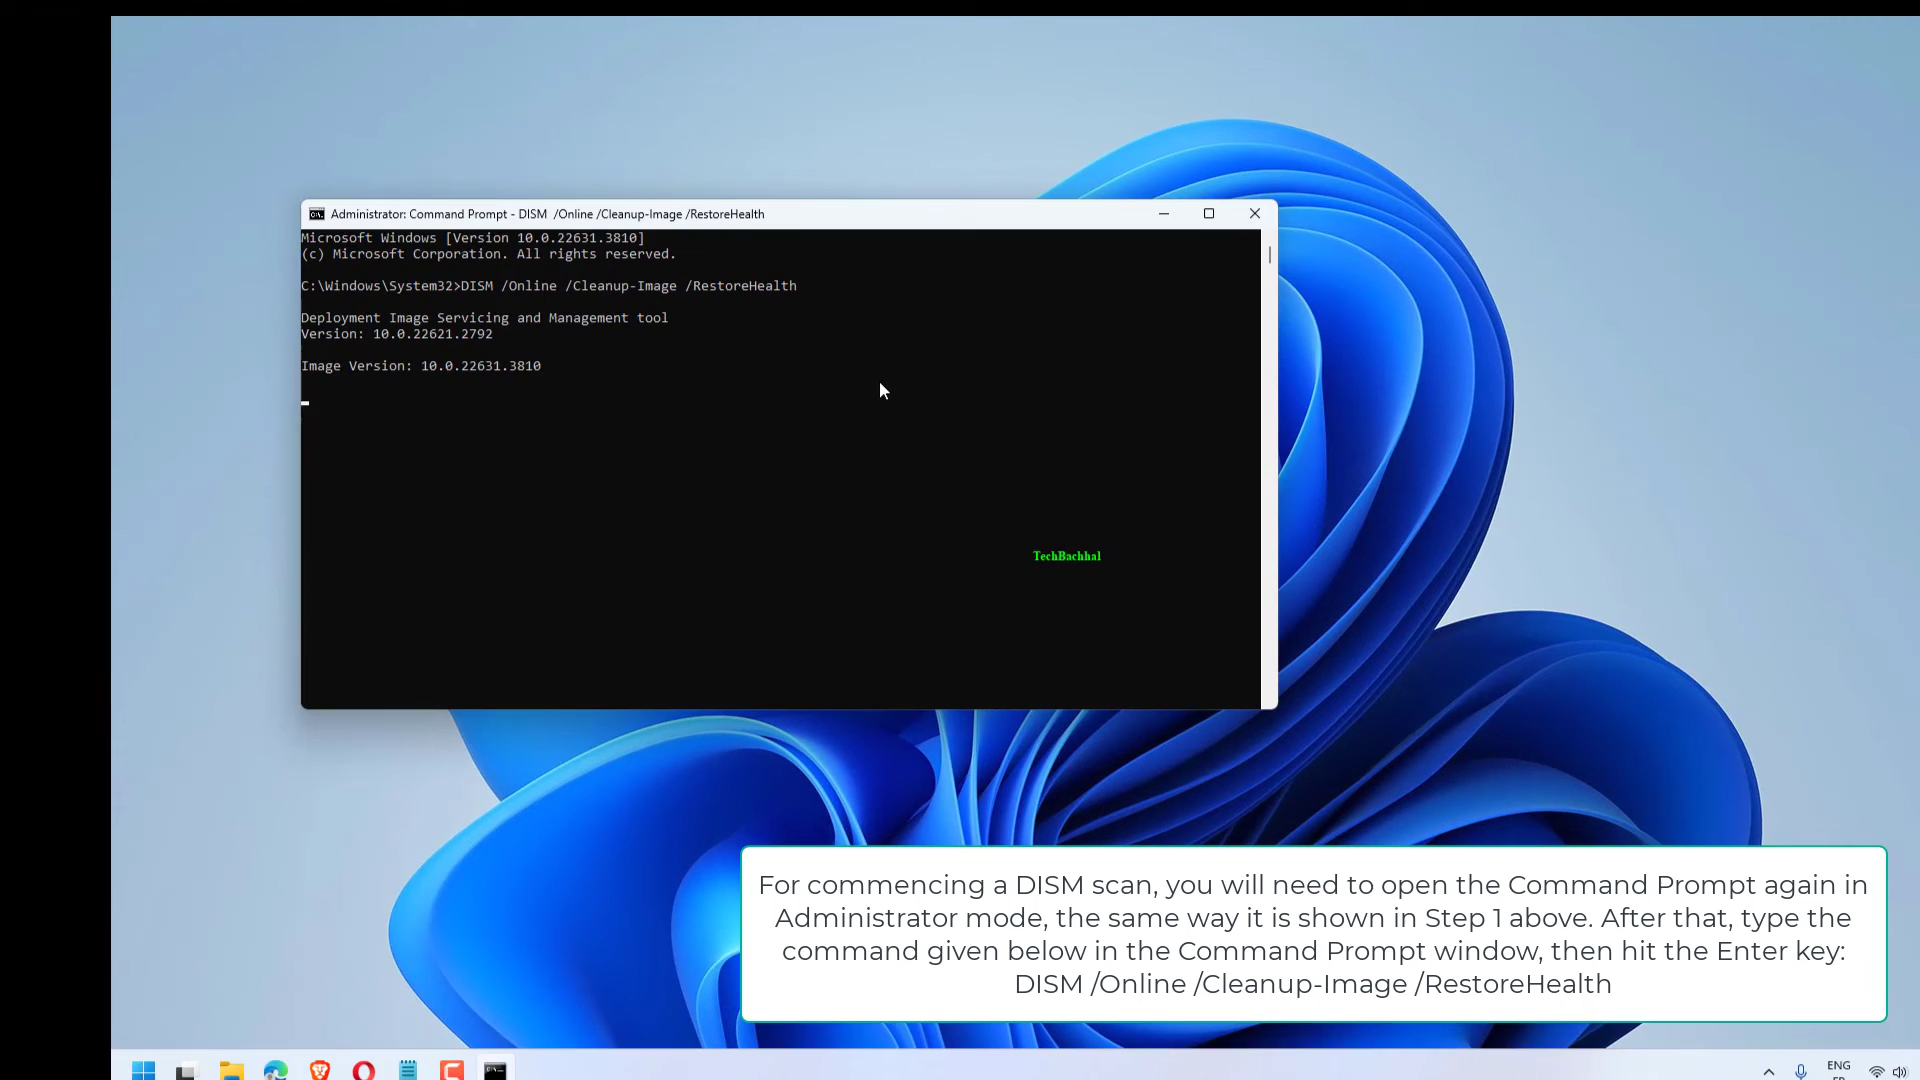 Administrator: Command Prompt - DISM  /Online /Cleanup-Image /RestoreHealth
Microsoft Windows [Version 10.0.22631.3810]
(c) Microsoft Corporation. All rights reserved.
C:\Windows\System32>DISM /Online /Cleanup-Image /RestoreHealth
Deployment Image Servicing and Management tool
Version: 10.0.22621.2792
Image Version: 10.0.22631.3810
TechBachhal
For commencing a DISM scan, you will need to open the Command Prompt again in
Administrator mode, the same way it is shown in Step 1 above. After that, type the
command given below in the Command Prompt window, then hit the Enter key:
DISM /Online /Cleanup-Image /RestoreHealth
ENG